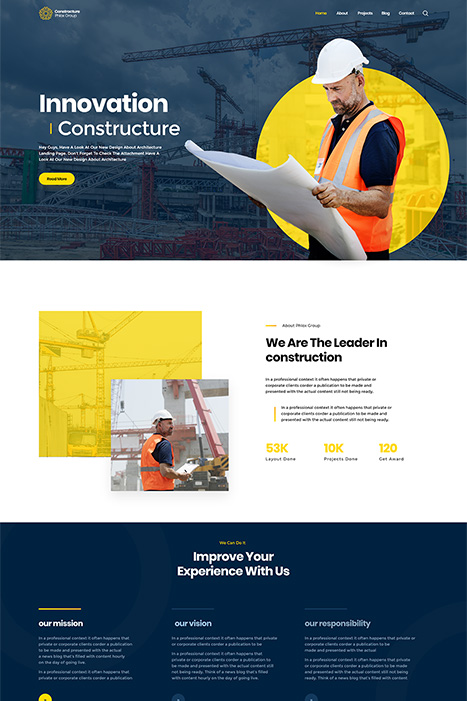 Constructure
Phlox Group
Home About Projects Blog Contact
Innovation
Constructure
Hey Guys, Have A Look At Our New Design About Architecture
Landing Page, Don't Forget To Check The Attachment Have A
Look At Our New Design About Architecture
Read More
About Phlox Group
We Are The Leader In
construction
In a professional context it often happens that private or
corporate clients corder a publication to be made and
presented with the actual content still not being ready.
In a professional context it often happens that private or
corporate clients corder a publication to be made and
presented with the actual content still not being ready.
53K 10K 120
Layout Done Projects Done Get Award
We Can Do It
Improve Your
Experience With Us
our mission
In a professional context it often happens that
private or corporate clients corder a publication
to be made and presented with the actual
a news blog that's filled with content hourly
on the day of going live.
In a professional context it often happens that
private or corporate clients corder a publication
our vision
In a professional context it often happens that private
or corporate clients corder a publication to be
In a professional context it often happens that
private or corporate clients corder a publication to be
made and presented with the actual content still
not being ready. Think of a news blog that's filled
with content hourly on the day of going live.
our responsibility
In a professional context it often happens that private or
corporate clients corder a publication to be
made and presented with the actual
In a professional context it often happens that private
or corporate clients corder a publication to be made and
presented with the actual content still not being
ready. Think of a news blog that's filled with content